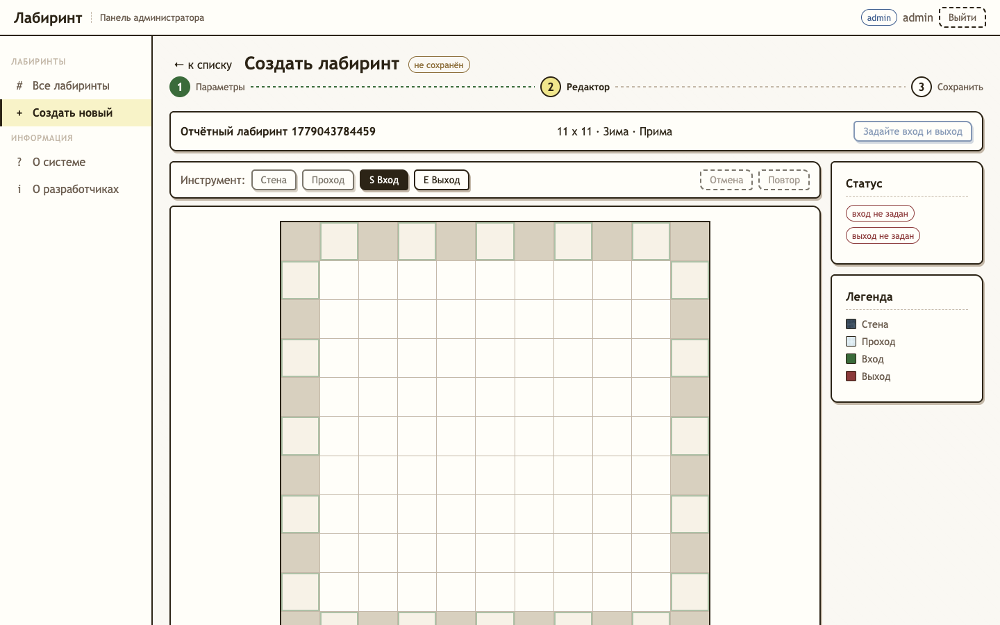 Лабиринт
Панель администратора
admin
admin
Выйти
ЛАБИРИНТЫ
# Все лабиринты
+ Создать новый
ИНФОРМАЦИЯ
? О системе
i О разработчиках
← к списку
Создать лабиринт
не сохранён
1 Параметры
2 Редактор
3 Сохранить
Отчётный лабиринт 1779043784459
11 x 11 · Зима · Прима
Задайте вход и выход
Инструмент:
Стена
Проход
S Вход
E Выход
Отмена
Повтор
Статус
вход не задан
выход не задан
Легенда
Стена
Проход
Вход
Выход